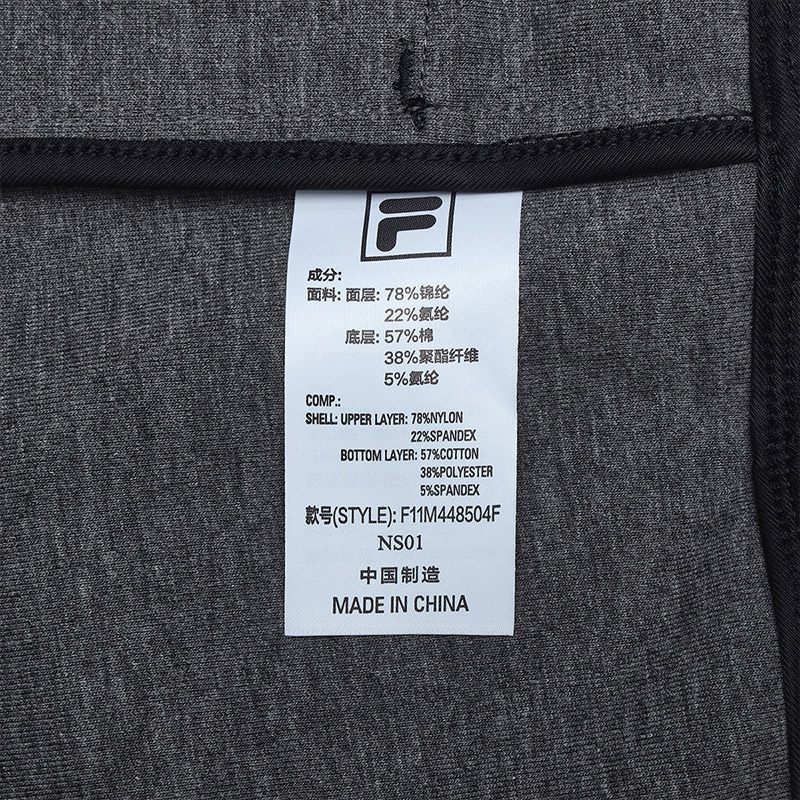 F
成分:
面料: 面层: 78%锦纶
22%氨纶
底层: 57%棉
38%聚酯纤维
5%氨纶
COMP.:
SHELL: UPPER LAYER: 78%NYLON
22%SPANDEX
BOTTOM LAYER: 57%COTTON
38%POLYESTER
5%SPANDEX
款号(STYLE): F11M448504F
NS01
中国制造
MADE IN CHINA